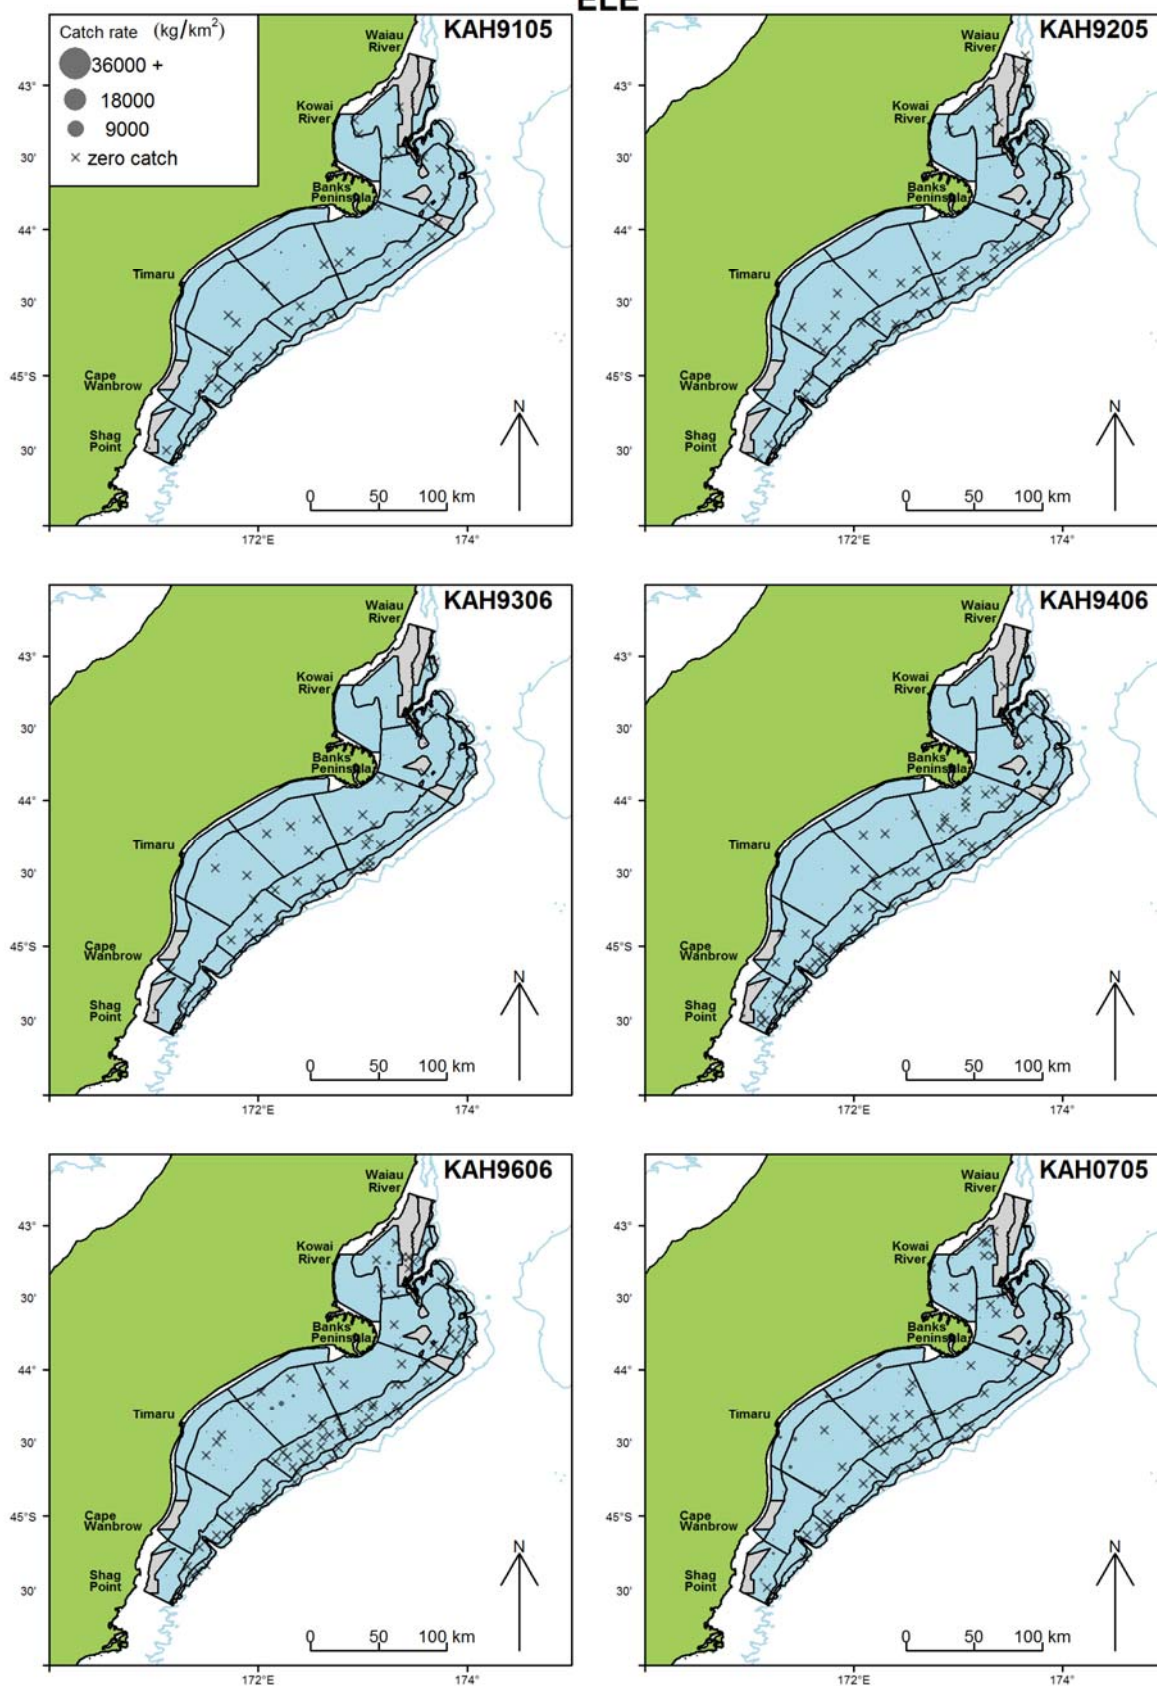 ELE
KAH9105
Catch rate (kg/km²)
36000 +
18000
9000
× zero catch
Waiau
River
Kowai
River
Banks
Peninsula
Timaru
Cape
Wanbrow
Shag
Point
43°
30'
44°
30'
45°S
30'
N
0 50 100 km
172°E 174°
KAH9205
Waiau
River
Kowai
River
Banks
Peninsula
Timaru
Cape
Wanbrow
Shag
Point
43°
30'
44°
30'
45°S
30'
N
0 50 100 km
172°E 174°
KAH9306
Waiau
River
Kowai
River
Banks
Peninsula
Timaru
Cape
Wanbrow
Shag
Point
43°
30'
44°
30'
45°S
30'
N
0 50 100 km
172°E 174°
KAH9406
Waiau
River
Kowai
River
Banks
Peninsula
Timaru
Cape
Wanbrow
Shag
Point
43°
30'
44°
30'
45°S
30'
N
0 50 100 km
172°E 174°
KAH9606
Waiau
River
Kowai
River
Banks
Peninsula
Timaru
Cape
Wanbrow
Shag
Point
43°
30'
44°
30'
45°S
30'
N
0 50 100 km
172°E 174°
KAH0705
Waiau
River
Kowai
River
Banks
Peninsula
Timaru
Cape
Wanbrow
Shag
Point
43°
30'
44°
30'
45°S
30'
N
0 50 100 km
172°E 174°